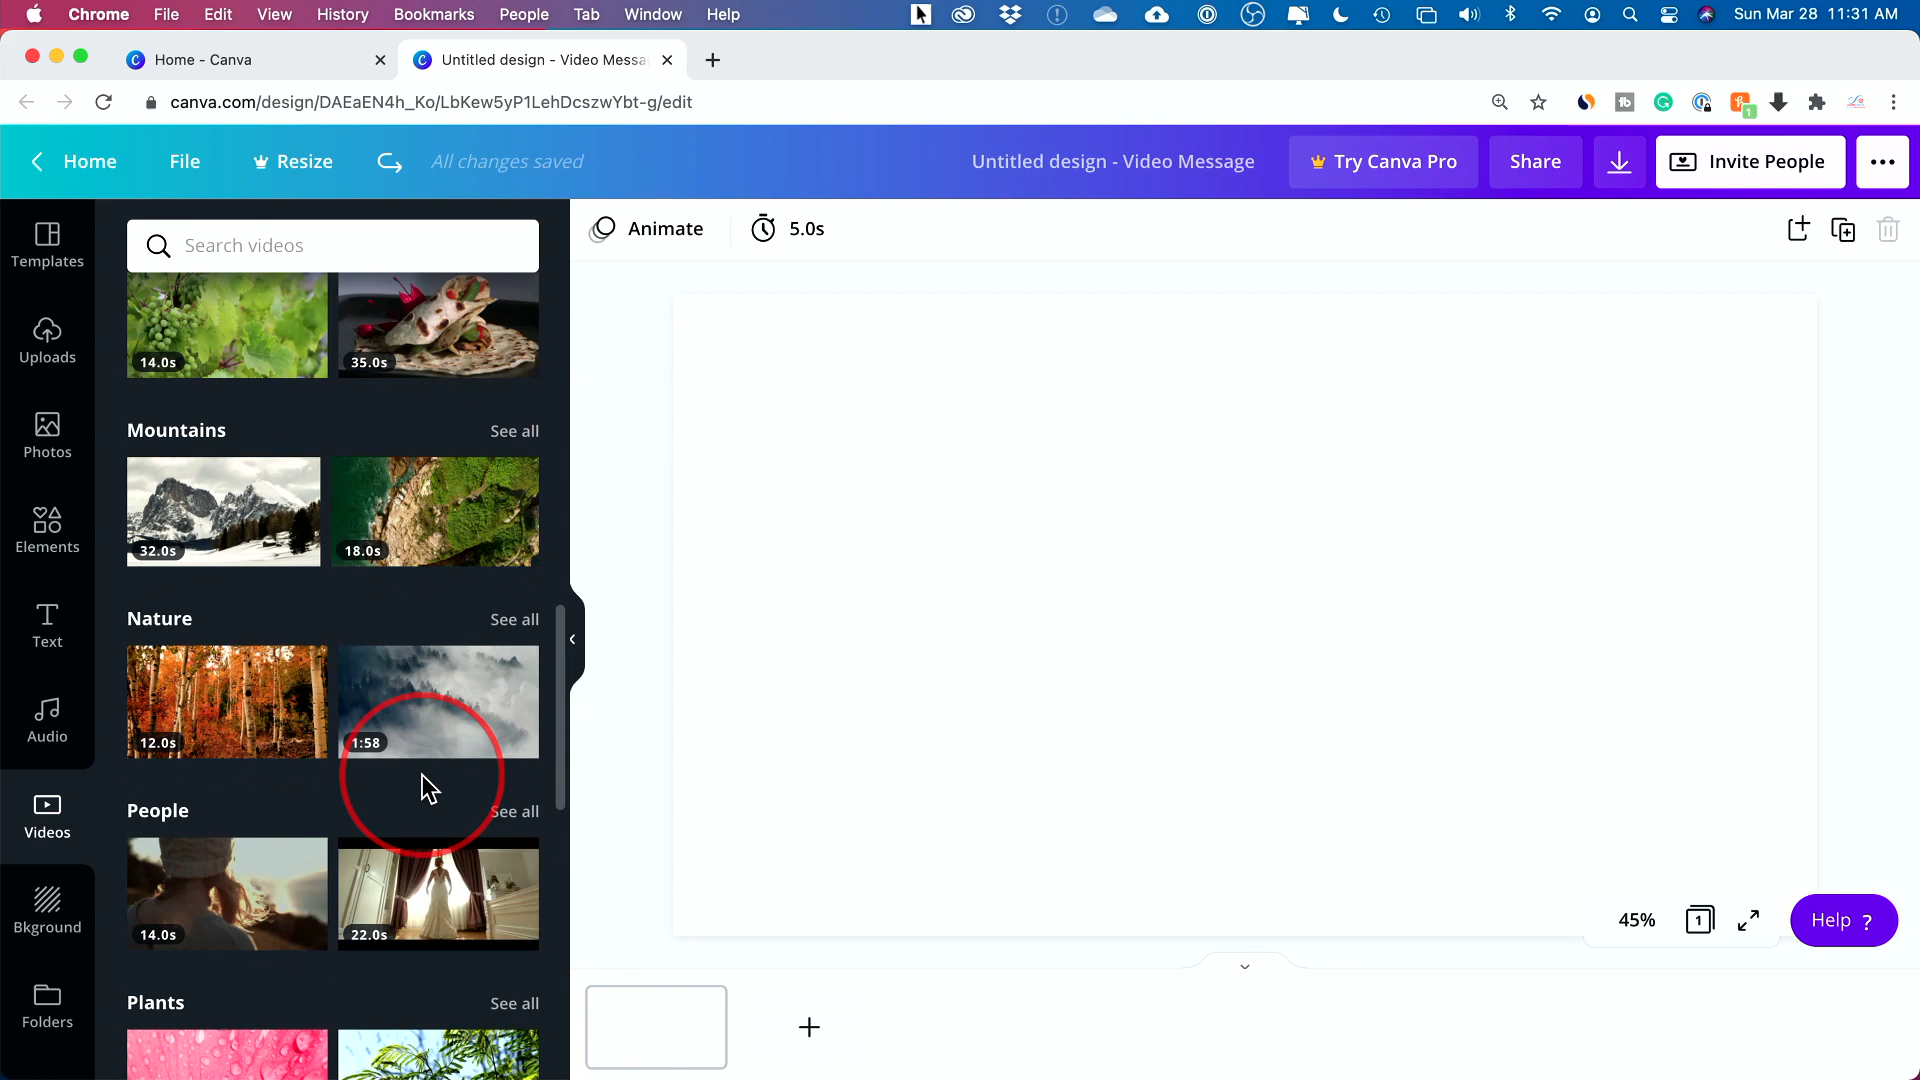 Chrome File Edit View History Bookmarks People Tab Window Help Sun Mar 28 11:31 AM
Home - Canva Untitled design - Video Messa
canva.com/design/DAEaEN4h_Ko/LbKew5yP1LehDcszwYbt-g/edit
Home File Resize All changes saved Untitled design - Video Message Try Canva Pro Share Invite People
Templates
Uploads
Photos
Elements
Text
Audio
Videos
Bkground
Folders
Search videos
14.0s 35.0s
Mountains See all
32.0s 18.0s
Nature See all
12.0s 1:58
People See all
14.0s 22.0s
Plants See all
Animate 5.0s
45% 1 Help ?